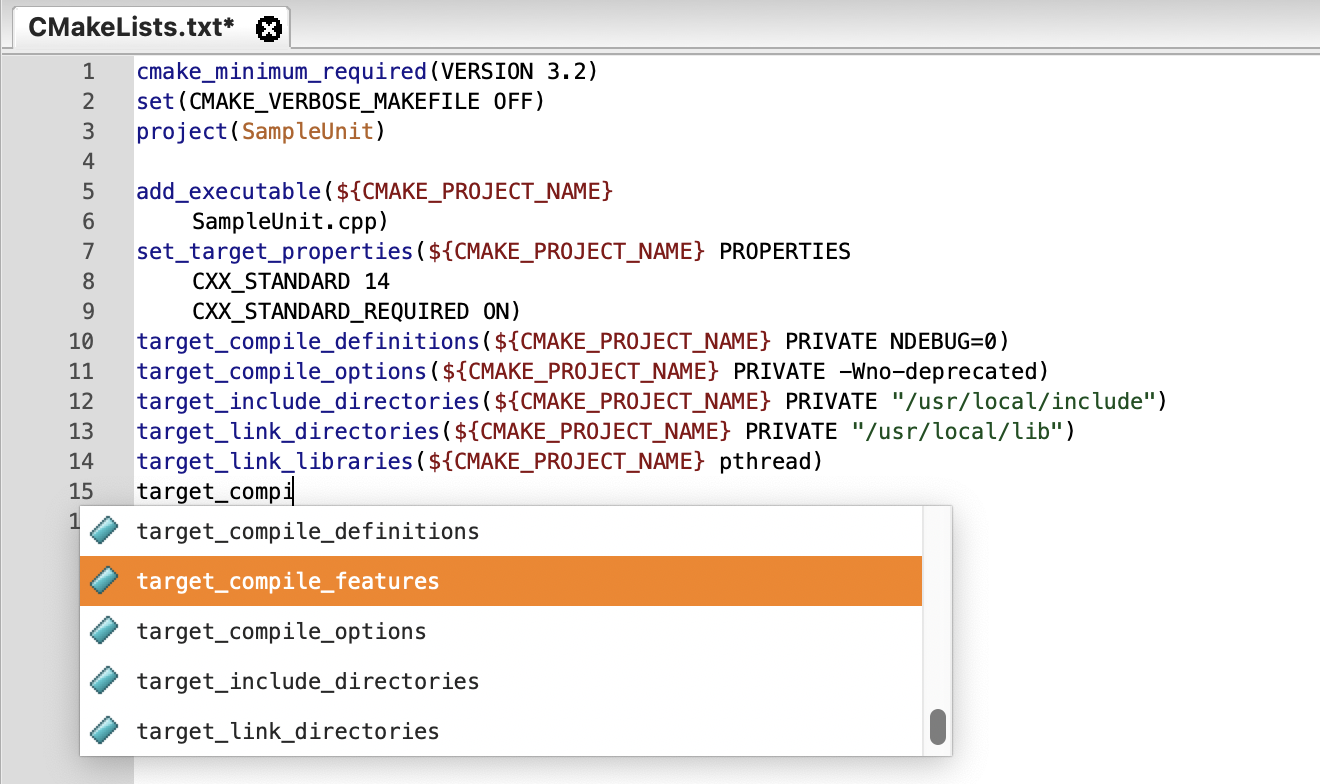 CMakeLists.txt*
1 cmake_minimum_required(VERSION 3.2)
2 set(CMAKE_VERBOSE_MAKEFILE OFF)
3 project(SampleUnit)
4
5 add_executable(${CMAKE_PROJECT_NAME}
6     SampleUnit.cpp)
7 set_target_properties(${CMAKE_PROJECT_NAME} PROPERTIES
8     CXX_STANDARD 14
9     CXX_STANDARD_REQUIRED ON)
10 target_compile_definitions(${CMAKE_PROJECT_NAME} PRIVATE NDEBUG=0)
11 target_compile_options(${CMAKE_PROJECT_NAME} PRIVATE -Wno-deprecated)
12 target_include_directories(${CMAKE_PROJECT_NAME} PRIVATE "/usr/local/include")
13 target_link_directories(${CMAKE_PROJECT_NAME} PRIVATE "/usr/local/lib")
14 target_link_libraries(${CMAKE_PROJECT_NAME} pthread)
15 target_compi
target_compile_definitions
target_compile_features
target_compile_options
target_include_directories
target_link_directories